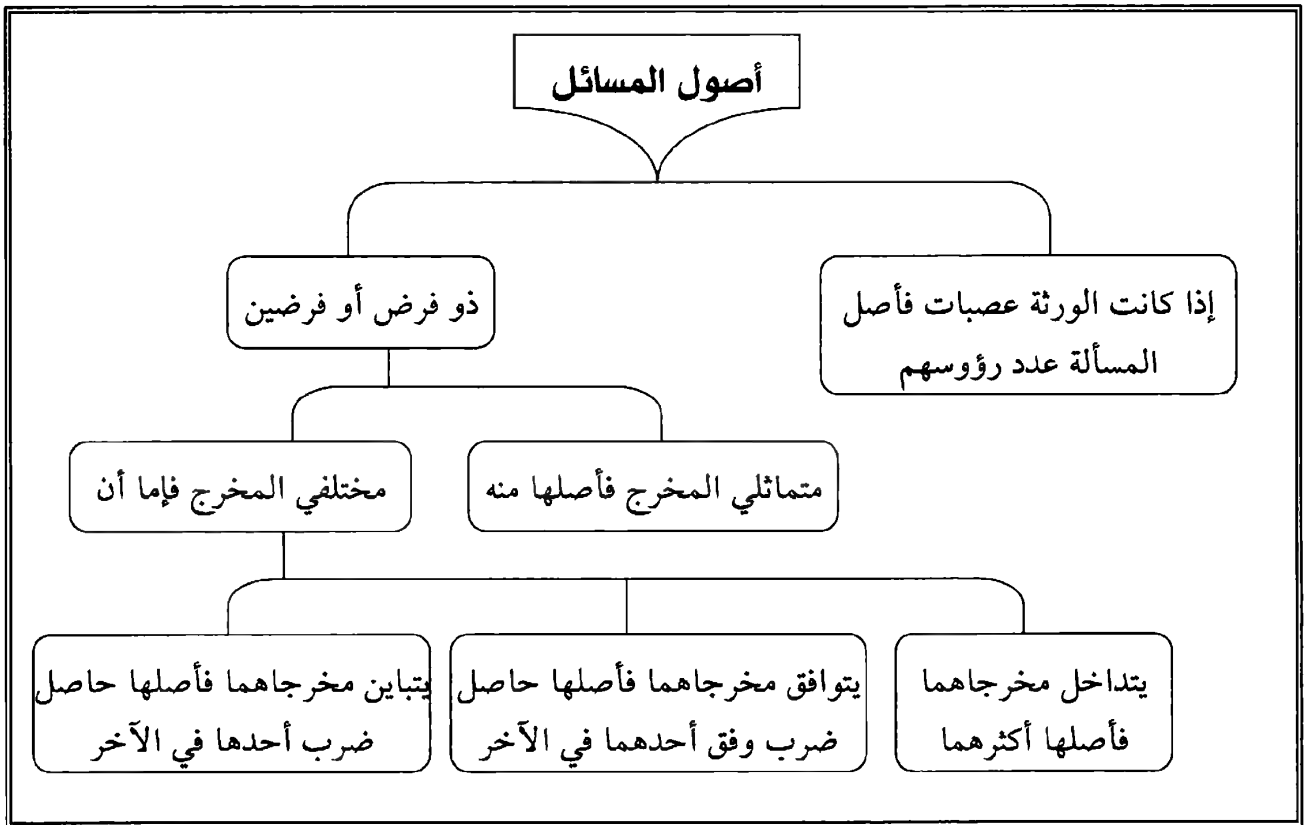 أصول المسائل
إذا كانت الورثة عصبات فأصل
المسألة عدد رؤوسهم
ذو فرض أو فرضين
متماثلي المخرج فأصلها منه
مختلفي المخرج فإما أن
يتداخل مخرجاهما
فأصلها أكثرهما
يتوافق مخرجاهما فأصلها حاصل
ضرب وفق أحدهما في الآخر
يتباين مخرجاهما فأصلها حاصل
ضرب أحدها في الآخر